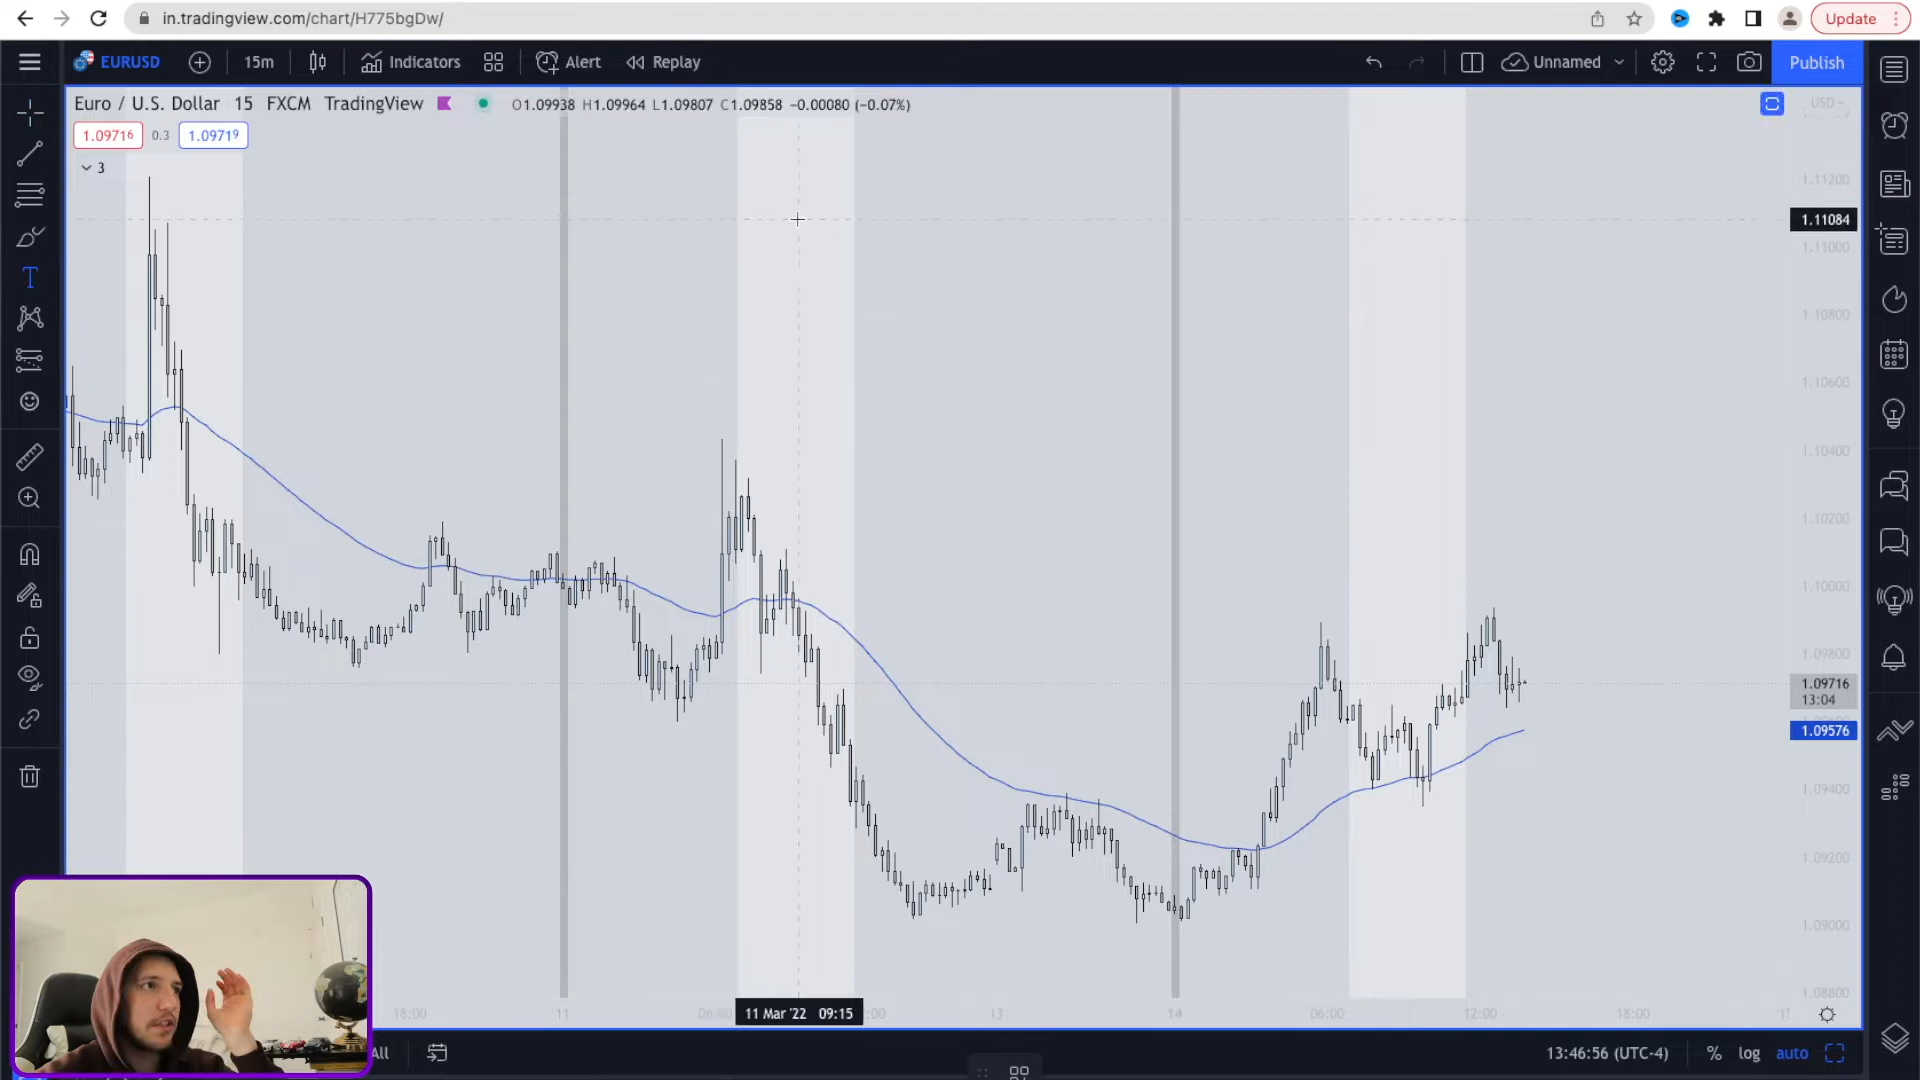 in.tradingview.com/chart/H775bgDw/
Update
EURUSD
15m
Indicators
Alert
Replay
Unnamed
Publish
Euro / U.S. Dollar 15 FXCM TradingView
O1.09938 H1.09964 L1.09807 C1.09858 −0.00080 (−0.07%)
USD
1.09716
0.3
1.09719
3
1.11200
1.11084
1.11000
1.10800
1.10600
1.10400
1.10200
1.10000
1.09800
1.09716
13:04
1.09576
1.09400
1.09200
1.09000
1.08800
18:00
11
11 Mar '22 09:15
13
14
06:00
12:00
18:00
All
13:46:56 (UTC-4)
%
log
auto